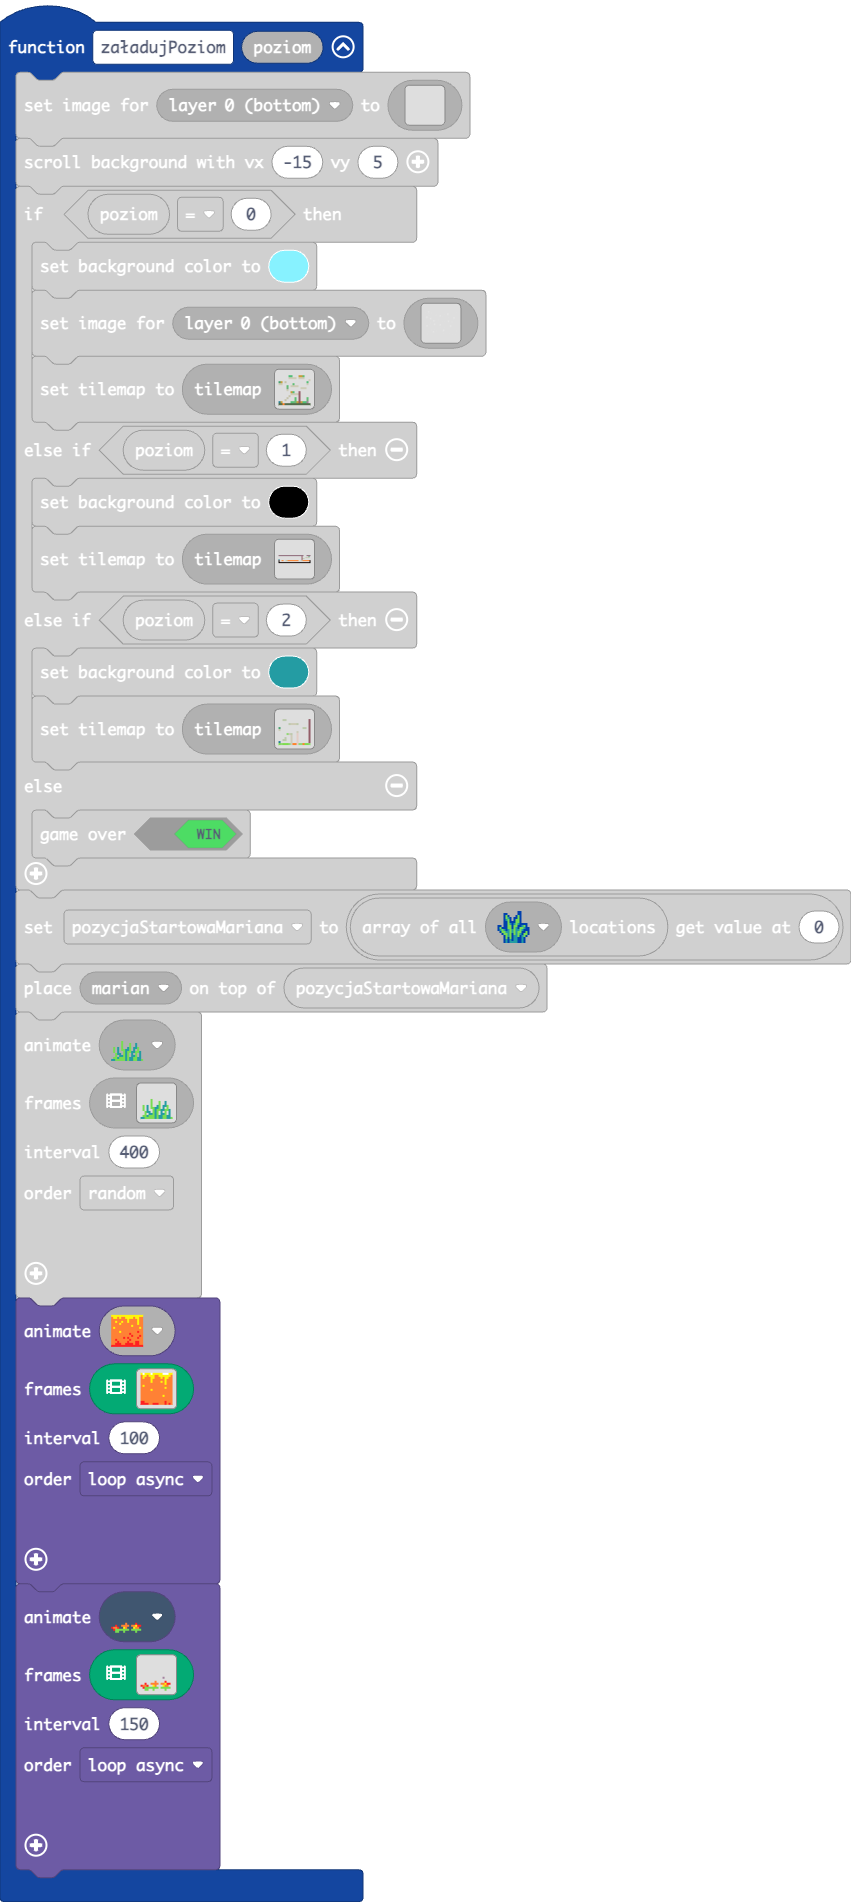 function załadujPoziom poziom
set image for layer 0 (bottom) to
scroll background with vx -15 vy 5
if poziom = 0 then
set background color to
set image for layer 0 (bottom) to
set tilemap to tilemap
else if poziom = 1 then
set background color to
set tilemap to tilemap
else if poziom = 2 then
set background color to
set tilemap to tilemap
else
game over WIN
set pozycjaStartowaMariana to array of all locations get value at 0
place marian on top of pozycjaStartowaMariana
animate
frames
interval 400
order random
animate
frames
interval 100
order loop async
animate
frames
interval 150
order loop async